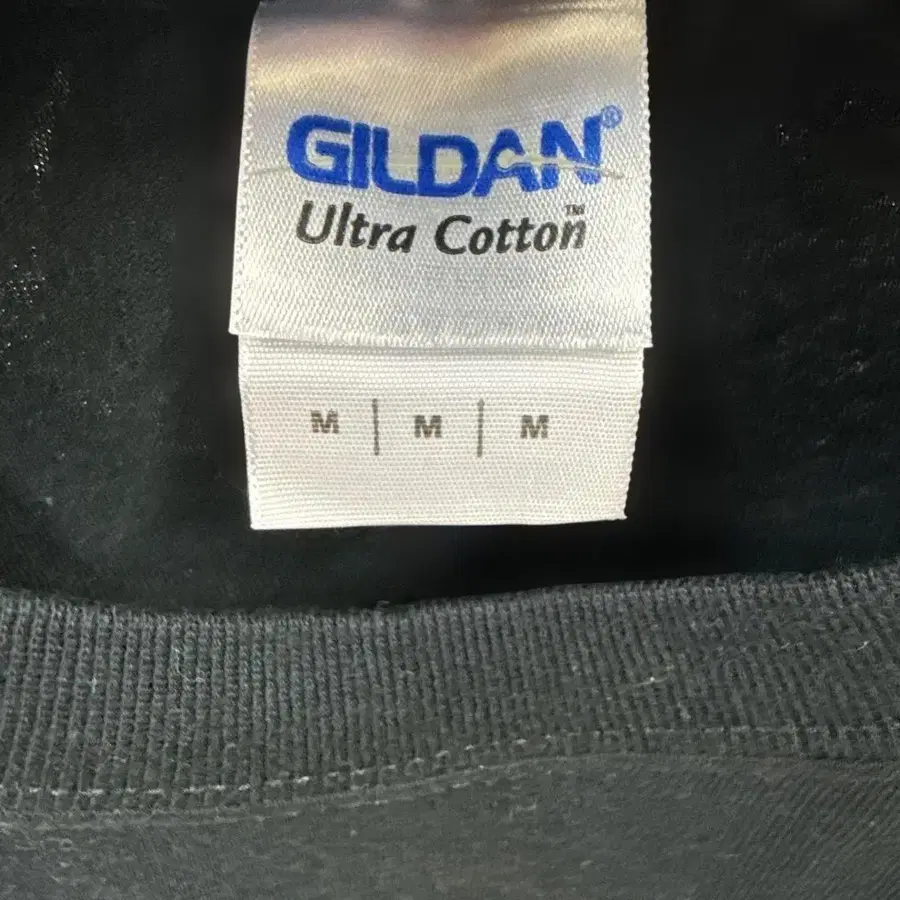 GILDAN®
Ultra Cotton™
M | M | M